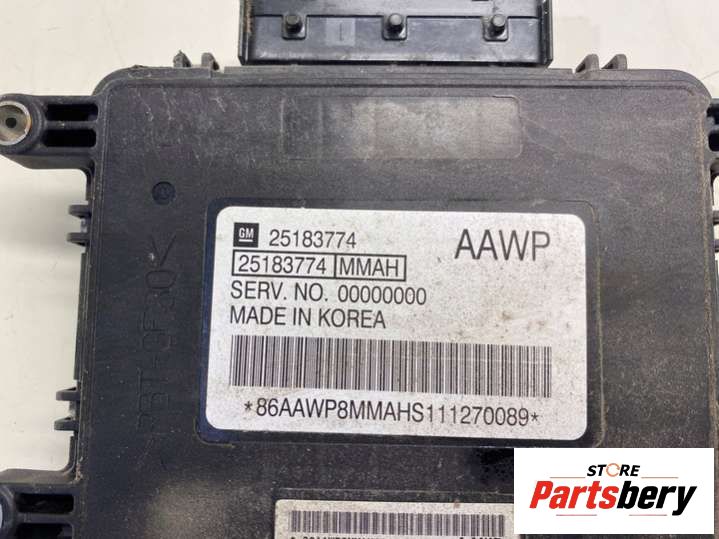 GM 25183774 AAWP
25183774 MMAH
SERV. NO. 00000000
MADE IN KOREA
*86AAWP8MMAHS111270089*
STORE
Partsbery